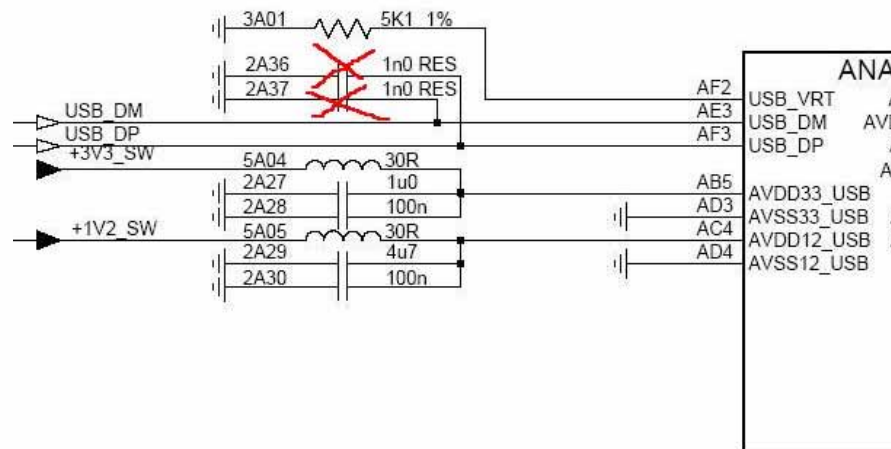 3A01 5K1 1%
ANA
2A36 1n0 RES
AF2
2A37 1n0 RES
USB_VRT
USB_DM
AE3
USB_DM AV
USB_DP
AF3
USB_DP
+3V3_SW
5A04 30R
2A27 1u0
AB5
AVDD33_USB
2A28 100n
AD3
AVSS33_USB
+1V2_SW
5A05 30R
AC4
AVDD12_USB
2A29 4u7
AD4
AVSS12_USB
2A30 100n